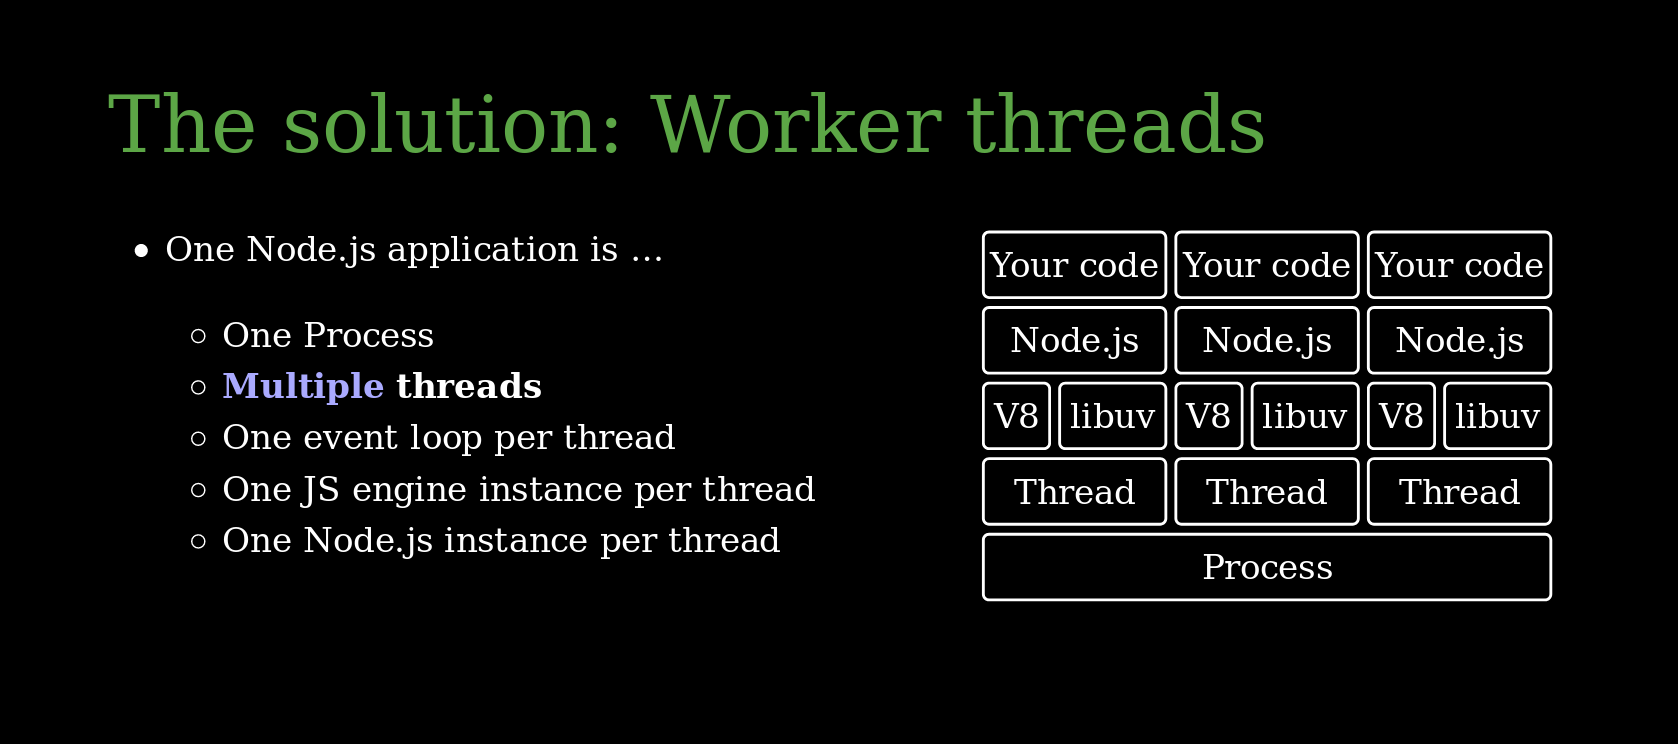 The solution: Worker threads
One Node.js application is …
One Process
Multiple threads
One event loop per thread
One JS engine instance per thread
One Node.js instance per thread
Your code Your code Your code
Node.js Node.js Node.js
V8 libuv V8 libuv V8 libuv
Thread Thread Thread
Process